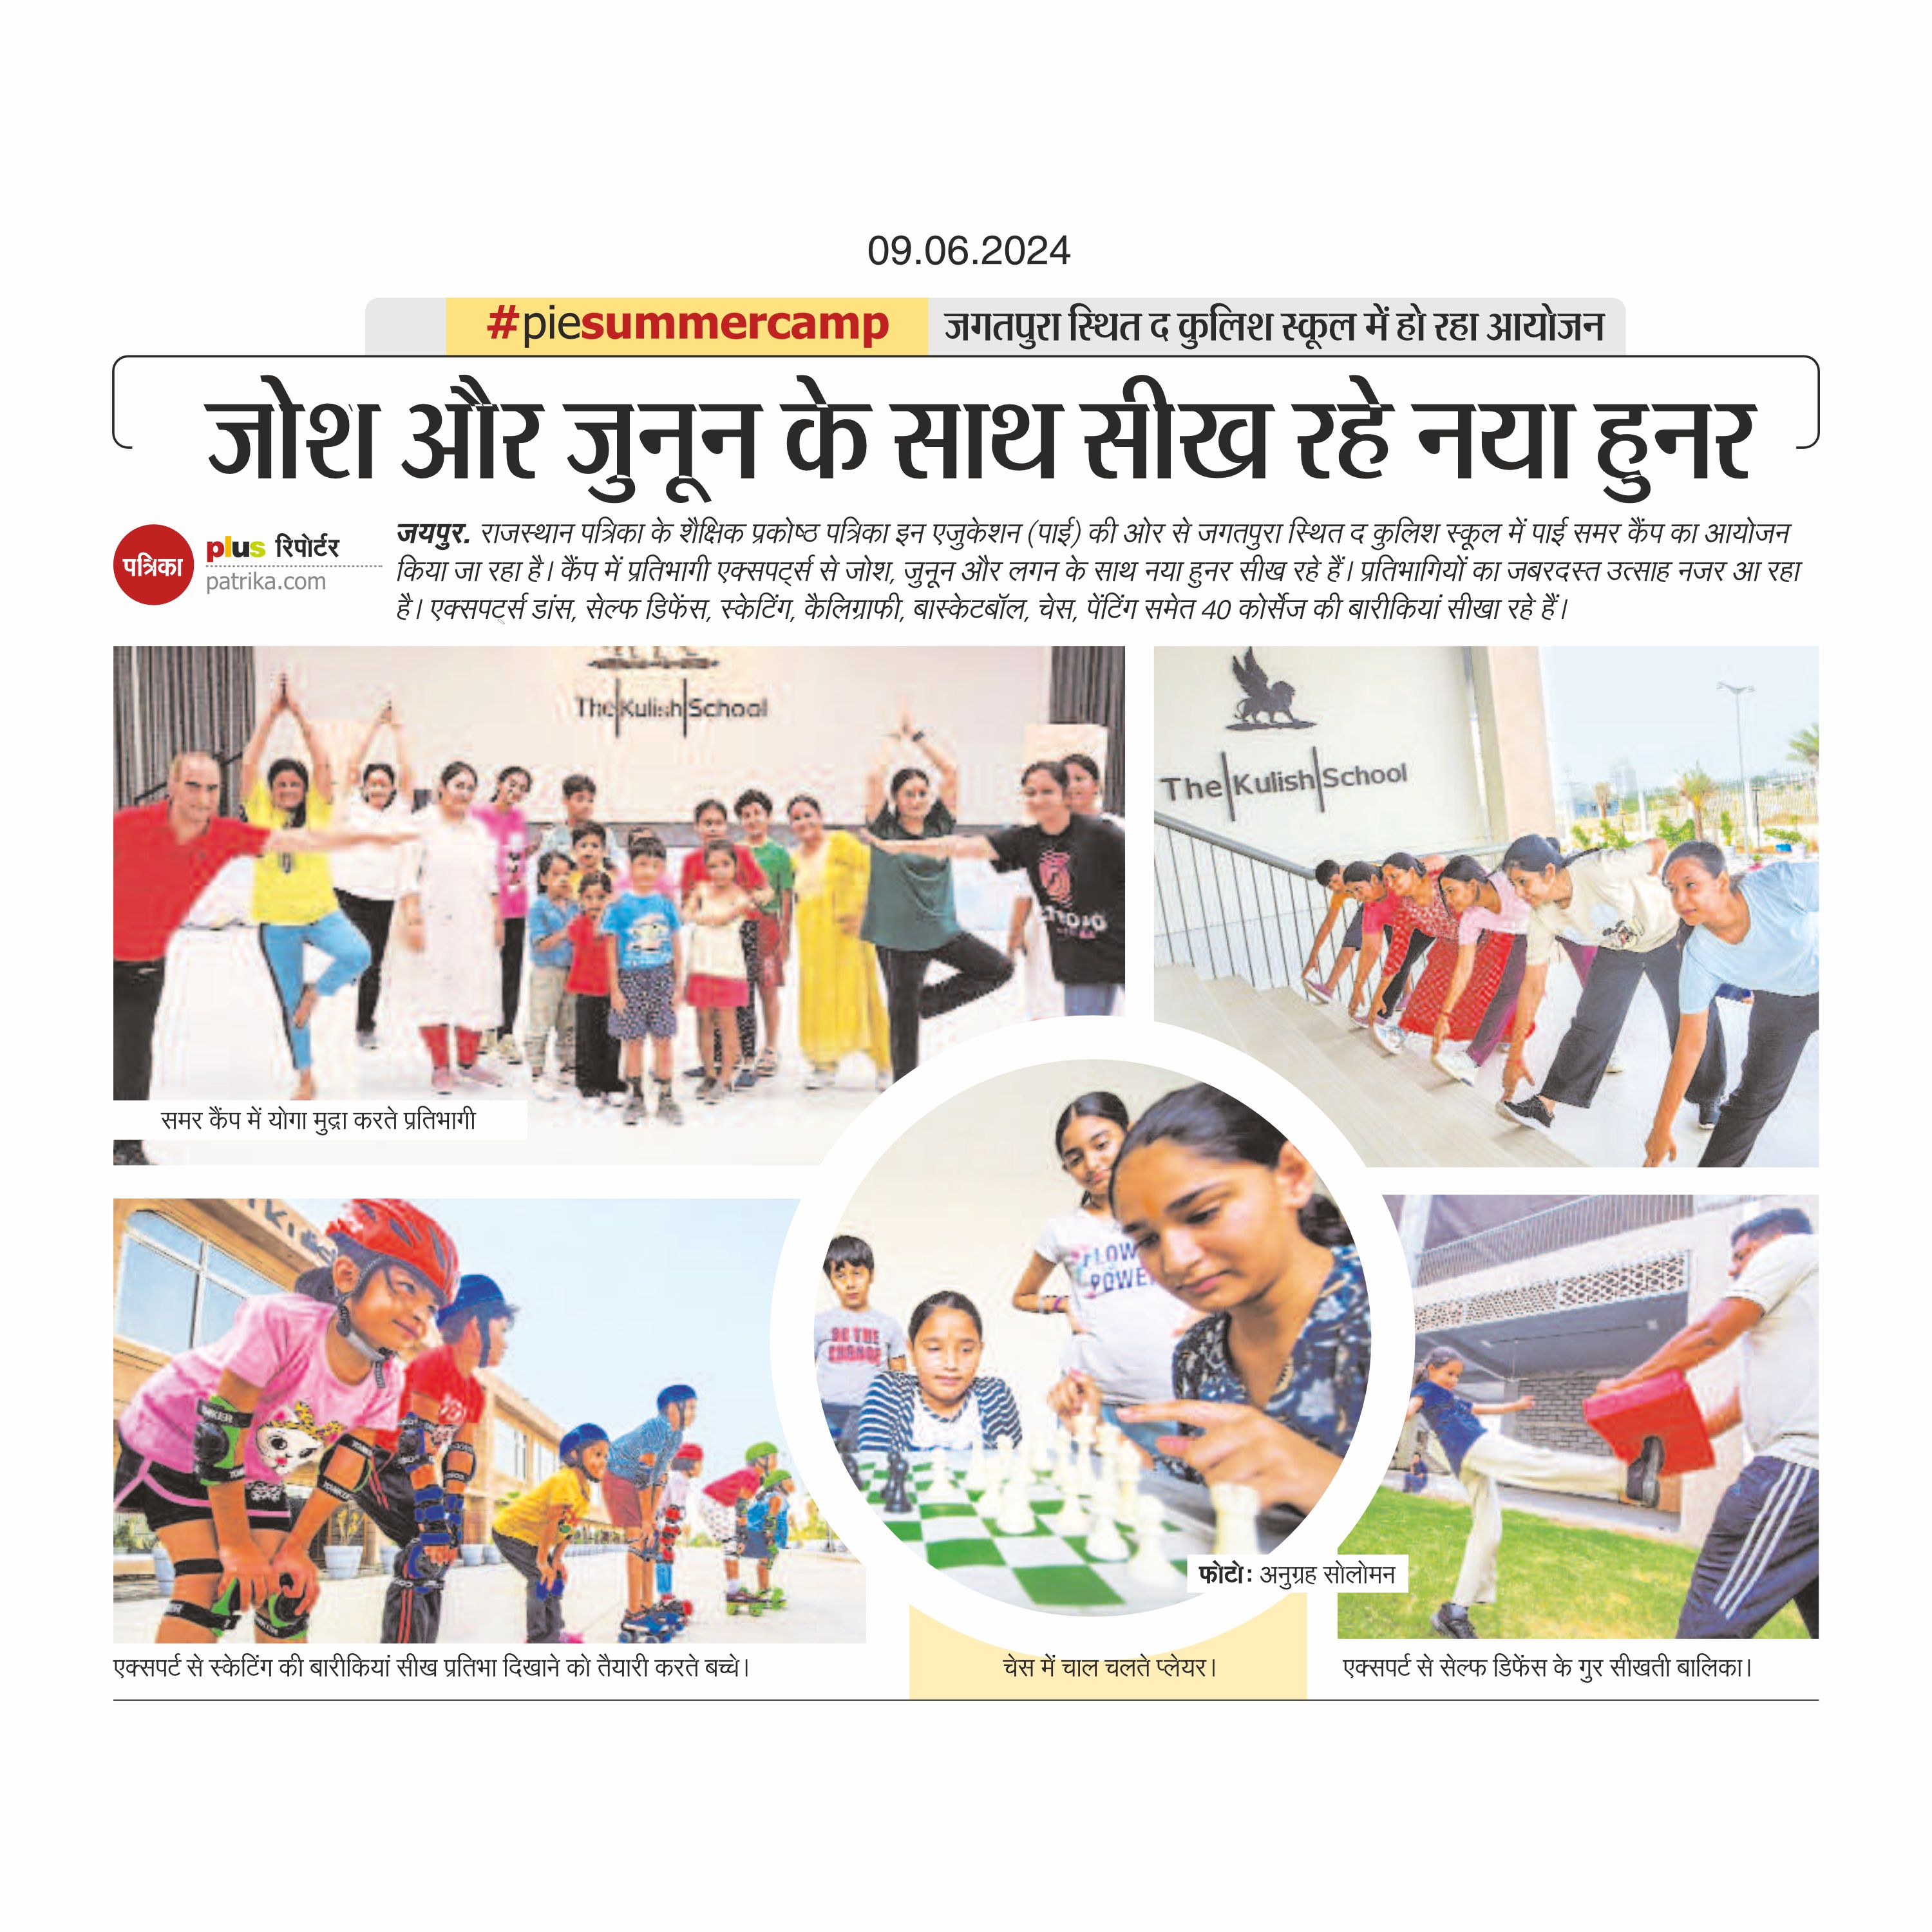 09.06.2024
#piesummercamp जगतपुरा स्थित द कुलिश स्कूल में हो रहा आयोजन
जोश और जुनून के साथ सीख रहे नया हुनर
पत्रिका
plus रिपोर्टर
patrika.com
जयपुर. राजस्थान पत्रिका के शैक्षिक प्रकोष्ठ पत्रिका इन एजुकेशन (पाई) की ओर से जगतपुरा स्थित द कुलिश स्कूल में पाई समर कैंप का आयोजन
किया जा रहा है। कैंप में प्रतिभागी एक्सपर्ट्स से जोश, जुनून और लगन के साथ नया हुनर सीख रहे हैं। प्रतिभागियों का जबरदस्त उत्साह नजर आ रहा
है। एक्सपर्ट्स डांस, सेल्फ डिफेंस, स्केटिंग, कैलिग्राफी, बास्केटबॉल, चेस, पेंटिंग समेत 40 कोर्सेज की बारीकियां सीखा रहे हैं।
The Kulish School
The Kulish School
समर कैंप में योगा मुद्रा करते प्रतिभागी
FLOW
POWE
फोटो: अनुग्रह सोलोमन
एक्सपर्ट से स्केटिंग की बारीकियां सीख प्रतिभा दिखाने को तैयारी करते बच्चे।
चेस में चाल चलते प्लेयर।
एक्सपर्ट से सेल्फ डिफेंस के गुर सीखती बालिका।